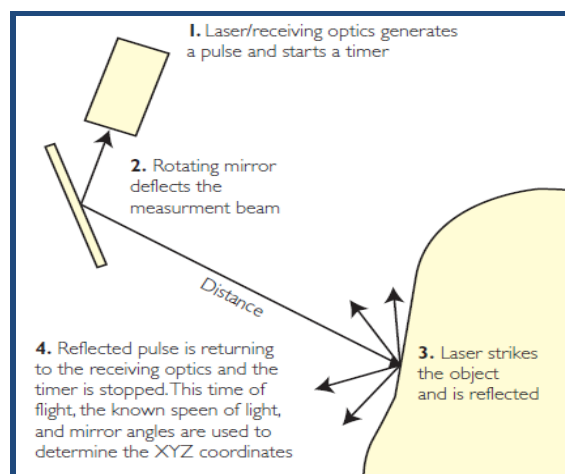 1. Laser/receiving optics generates
a pulse and starts a timer
2. Rotating mirror
deflects the
measurment beam
Distance
4. Reflected pulse is returning
to the receiving optics and the
timer is stopped. This time of
flight, the known speen of light,
and mirror angles are used to
determine the XYZ coordinates
3. Laser strikes
the object
and is reflected